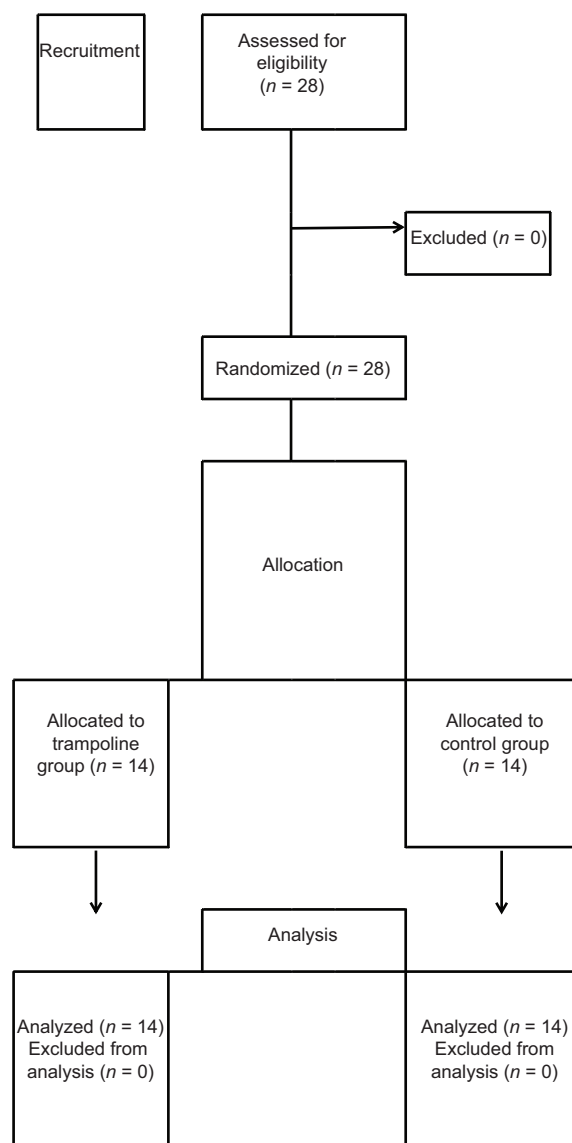 Recruitment
Assessed for
eligibility
(n = 28)
Excluded (n = 0)
Randomized (n = 28)
Allocation
Allocated to
trampoline
group (n = 14)
Allocated to
control group
(n = 14)
Analysis
Analyzed (n = 14)
Excluded from
analysis (n = 0)
Analyzed (n = 14)
Excluded from
analysis (n = 0)